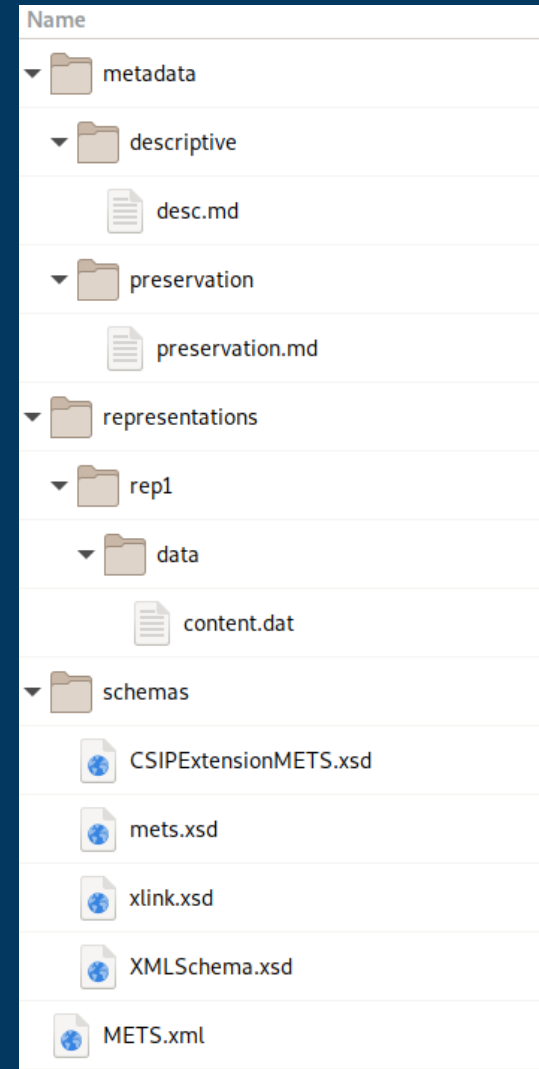 Name
metadata
descriptive
desc.md
preservation
preservation.md
representations
rep1
data
content.dat
schemas
CSIPExtensionMETS.xsd
mets.xsd
xlink.xsd
XMLSchema.xsd
METS.xml